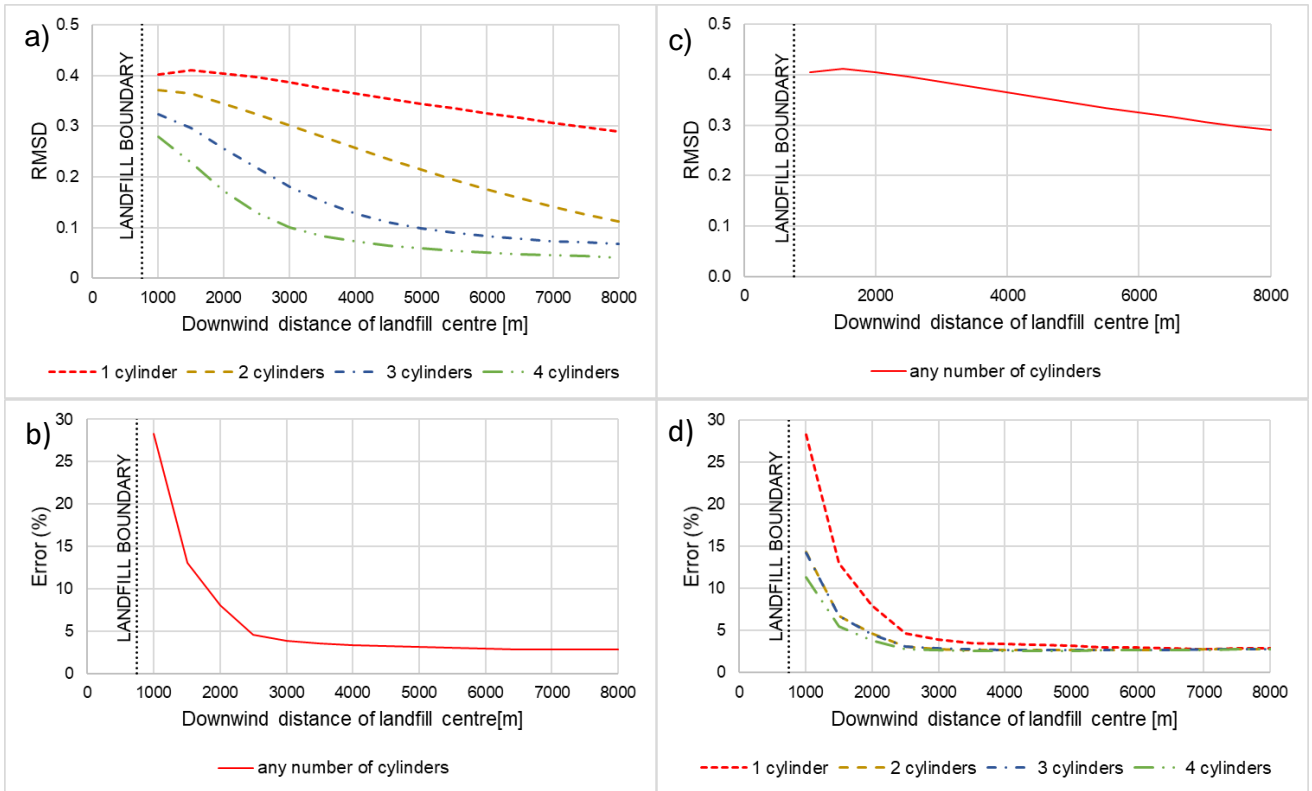 a)
0.5
0.4
0.3
0.2
0.1
0
RMSD
LANDFILL BOUNDARY
0 1000 2000 3000 4000 5000 6000 7000 8000
Downwind distance of landfill centre [m]
1 cylinder 2 cylinders 3 cylinders 4 cylinders
c)
0.5
0.4
0.3
0.2
0.1
0.0
RMSD
LANDFILL BOUNDARY
0 2000 4000 6000 8000
Downwind distance of landfill centre [m]
any number of cylinders
b)
30
25
20
15
10
5
0
Error (%)
LANDFILL BOUNDARY
0 1000 2000 3000 4000 5000 6000 7000 8000
Downwind distance of landfill centre[m]
any number of cylinders
d)
30
25
20
15
10
5
0
Error (%)
LANDFILL BOUNDARY
0 1000 2000 3000 4000 5000 6000 7000 8000
Downwind distance of landfill centre [m]
1 cylinder 2 cylinders 3 cylinders 4 cylinders